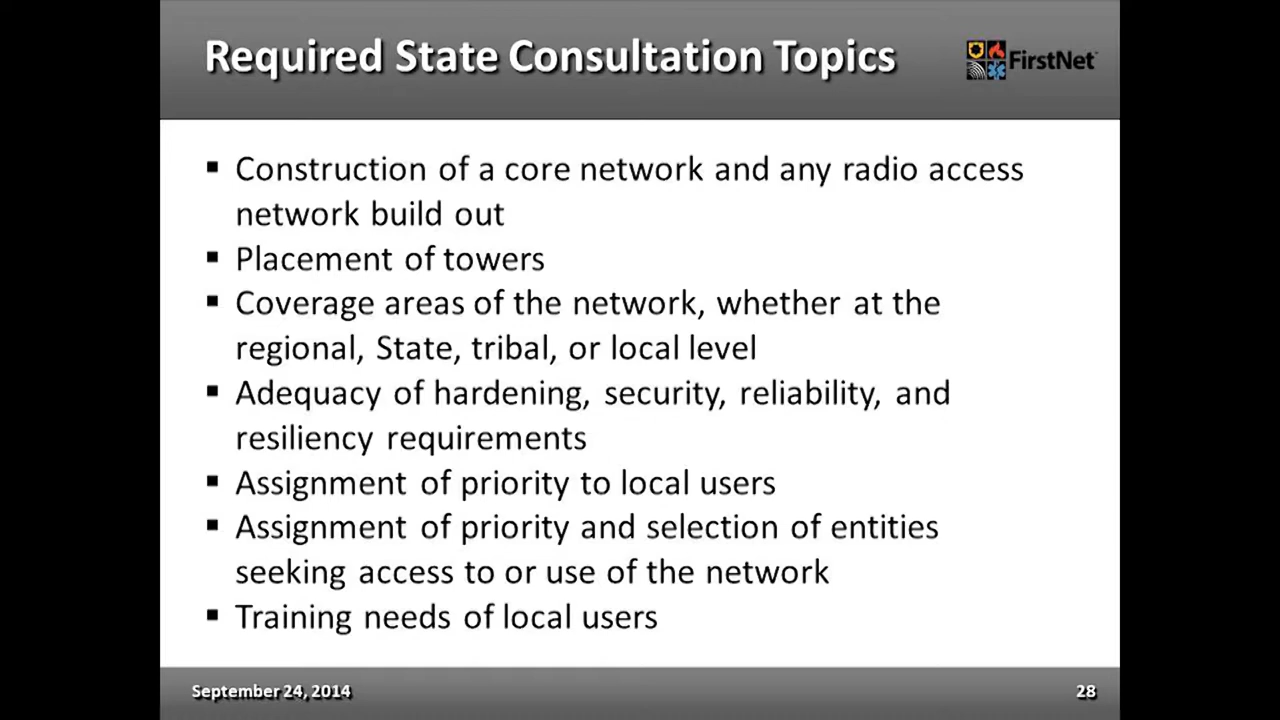 Required State Consultation Topics
FirstNet™
▪ Construction of a core network and any radio access
network build out
▪ Placement of towers
▪ Coverage areas of the network, whether at the
regional, State, tribal, or local level
▪ Adequacy of hardening, security, reliability, and
resiliency requirements
▪ Assignment of priority to local users
▪ Assignment of priority and selection of entities
seeking access to or use of the network
▪ Training needs of local users
September 24, 2014
28